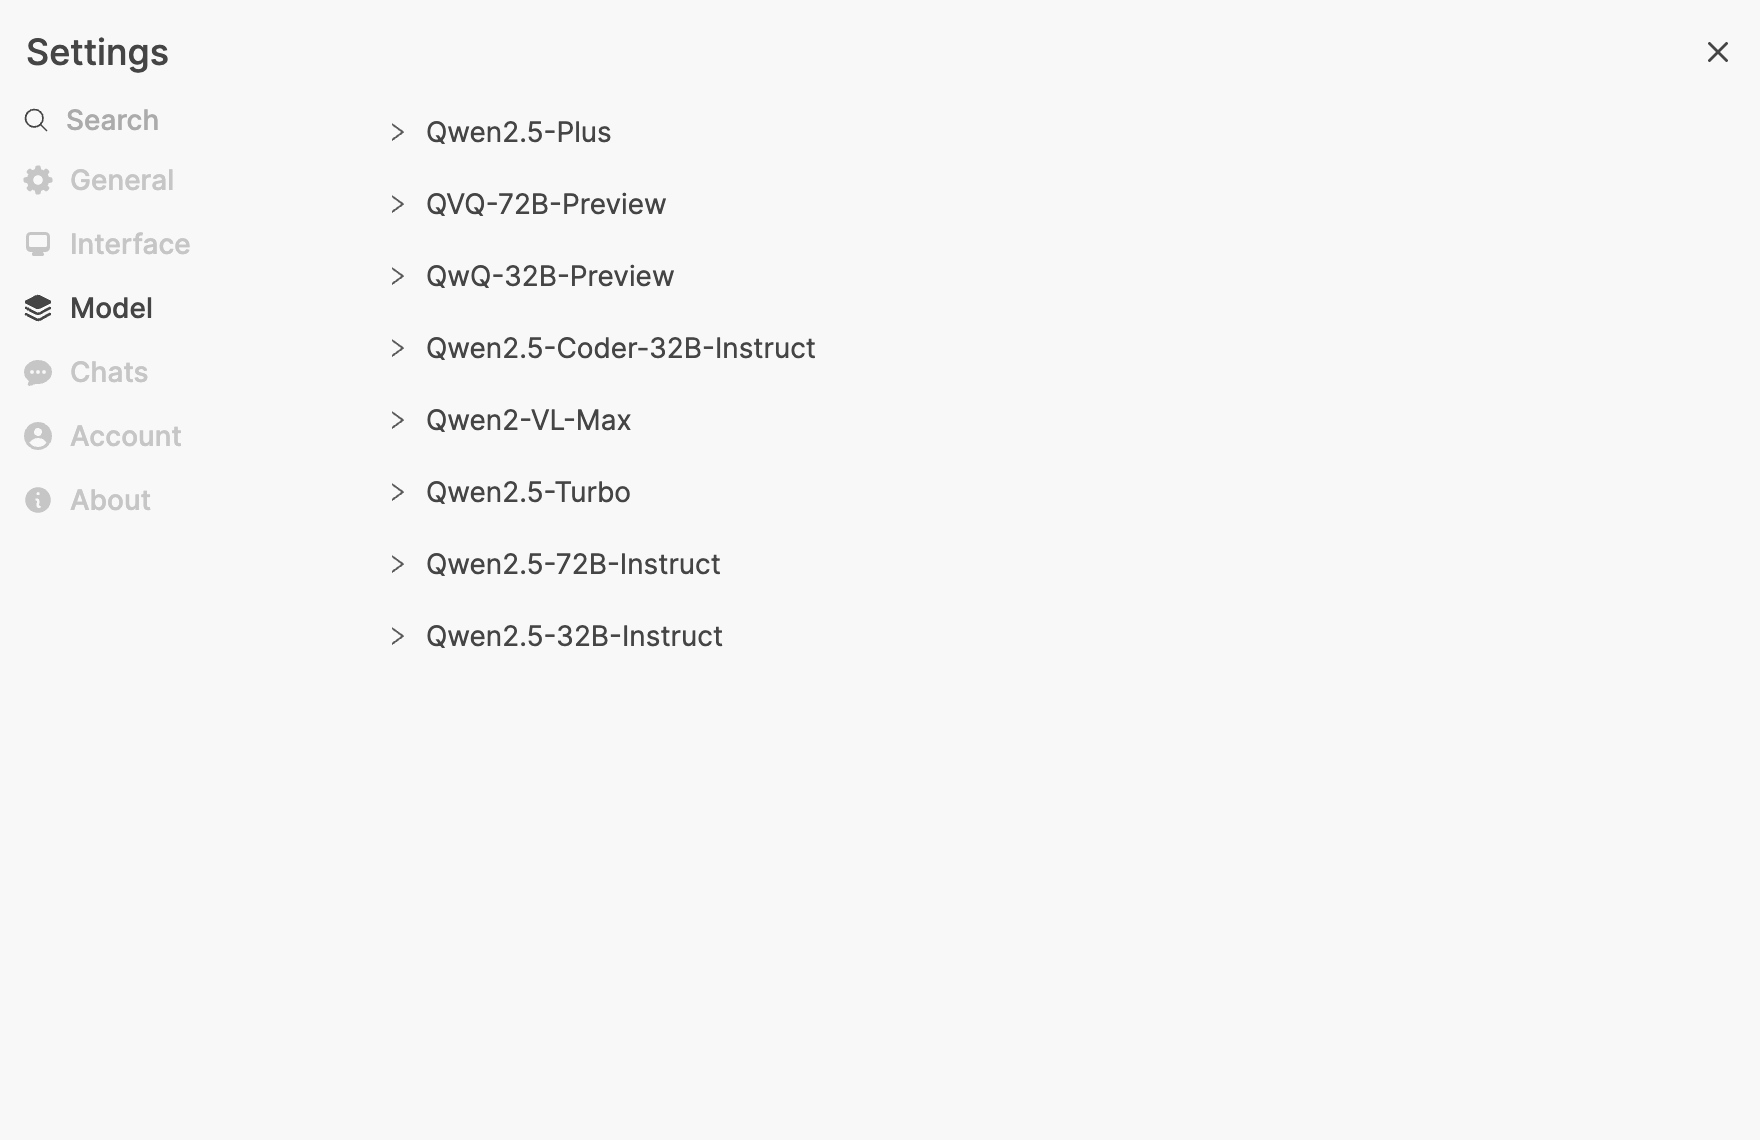 Settings
Search
General
Interface
Model
Chats
Account
About
Qwen2.5-Plus
QVQ-72B-Preview
QwQ-32B-Preview
Qwen2.5-Coder-32B-Instruct
Qwen2-VL-Max
Qwen2.5-Turbo
Qwen2.5-72B-Instruct
Qwen2.5-32B-Instruct